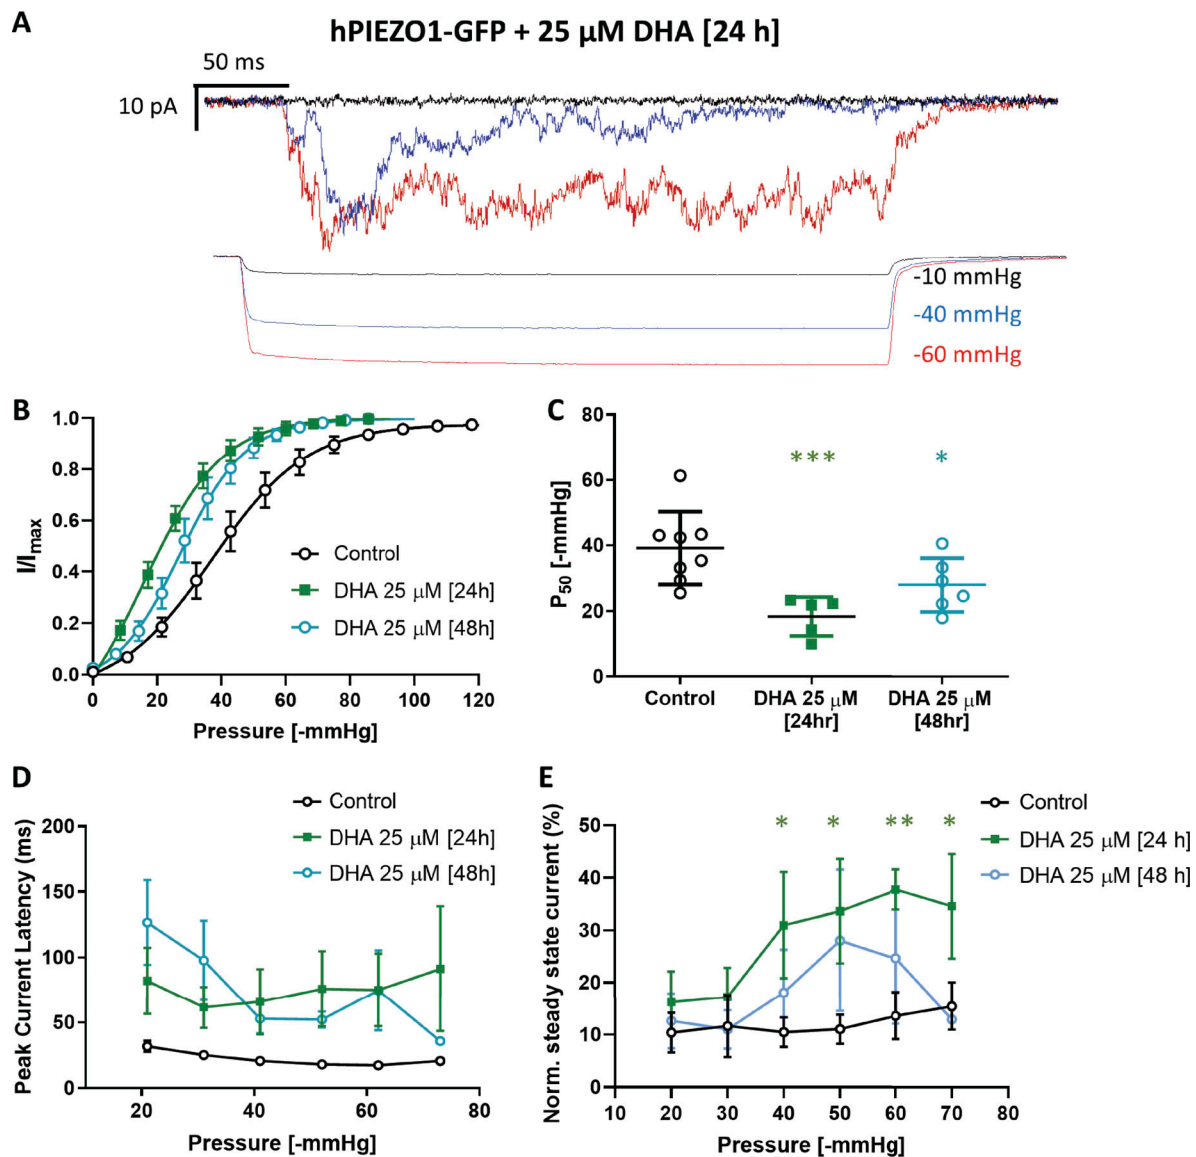 A
hPIEZO1-GFP + 25 μM DHA [24 h]
50 ms
10 pA
-10 mmHg
-40 mmHg
-60 mmHg
B
1.0
0.8
0.6
0.4
0.2
0.0
I/Imax
Control
DHA 25 μM [24h]
DHA 25 μM [48h]
0 20 40 60 80 100 120
Pressure [-mmHg]
C
80
60
40
20
0
P50 [-mmHg]
*** *
Control
DHA 25 μM
[24hr]
DHA 25 μM
[48hr]
D
Control
DHA 25 μM [24h]
DHA 25 μM [48h]
200
150
100
50
0
Peak Current Latency (ms)
20 40 60 80
Pressure [-mmHg]
E
Control
DHA 25 μM [24 h]
DHA 25 μM [48 h]
* * ** *
50
40
30
20
10
0
Norm. steady state current (%)
10 20 30 40 50 60 70 80
Pressure [-mmHg]